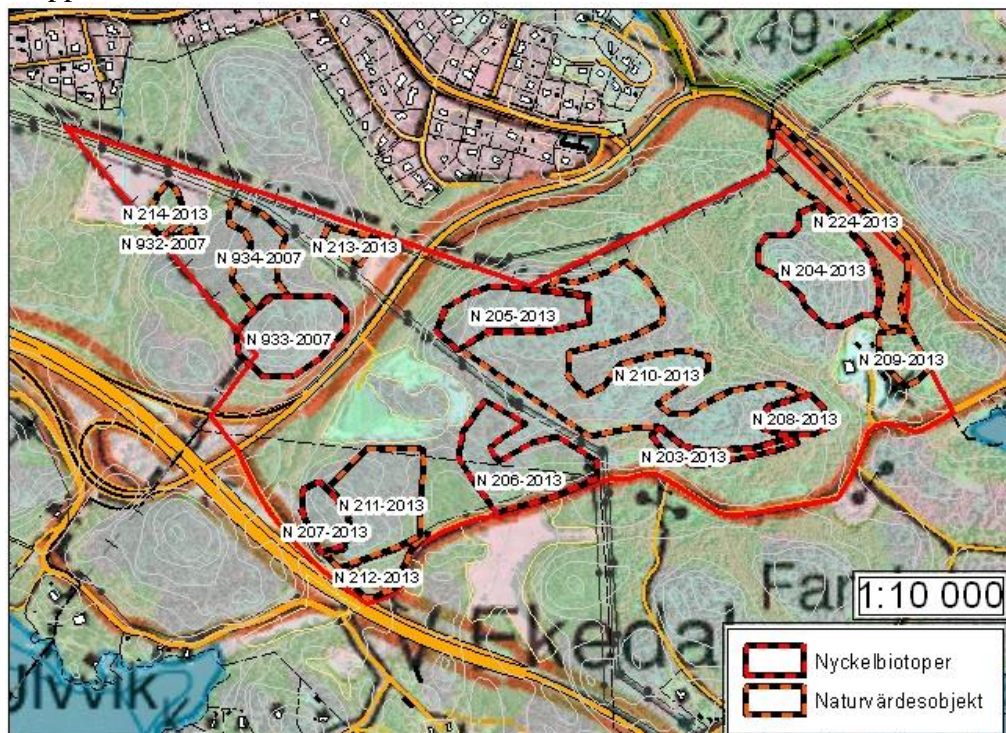 2,49
N 214-2013
N 932-2007
N 934-2007
N 213-2013
N 224-2013
N 204-2013
N 205-2013
N 933-2007
N 209-2013
N 210-2013
N 208-2013
N 203-2013
N 206-2013
N 211-2013
N 207-2013
N 212-2013
1:10 000
Ekedal
Nyckelbiotoper
Naturvärdesobjekt